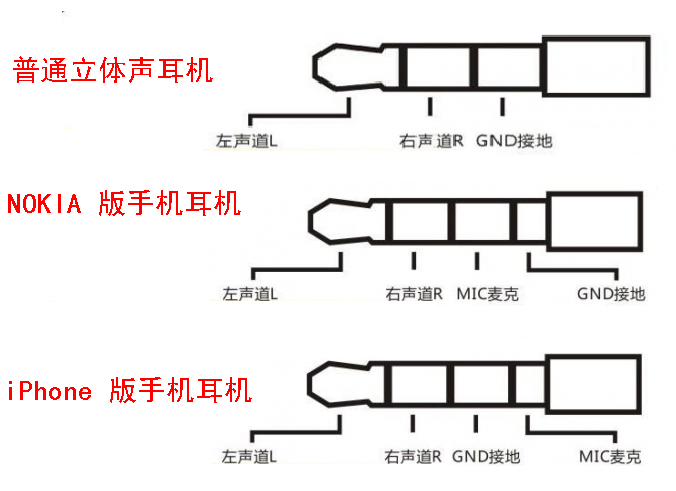 普通立体声耳机
左声道L 右声道R GND接地
NOKIA 版手机耳机
左声道L 右声道R MIC麦克 GND接地
iPhone 版手机耳机
左声道L 右声道R GND接地 MIC麦克